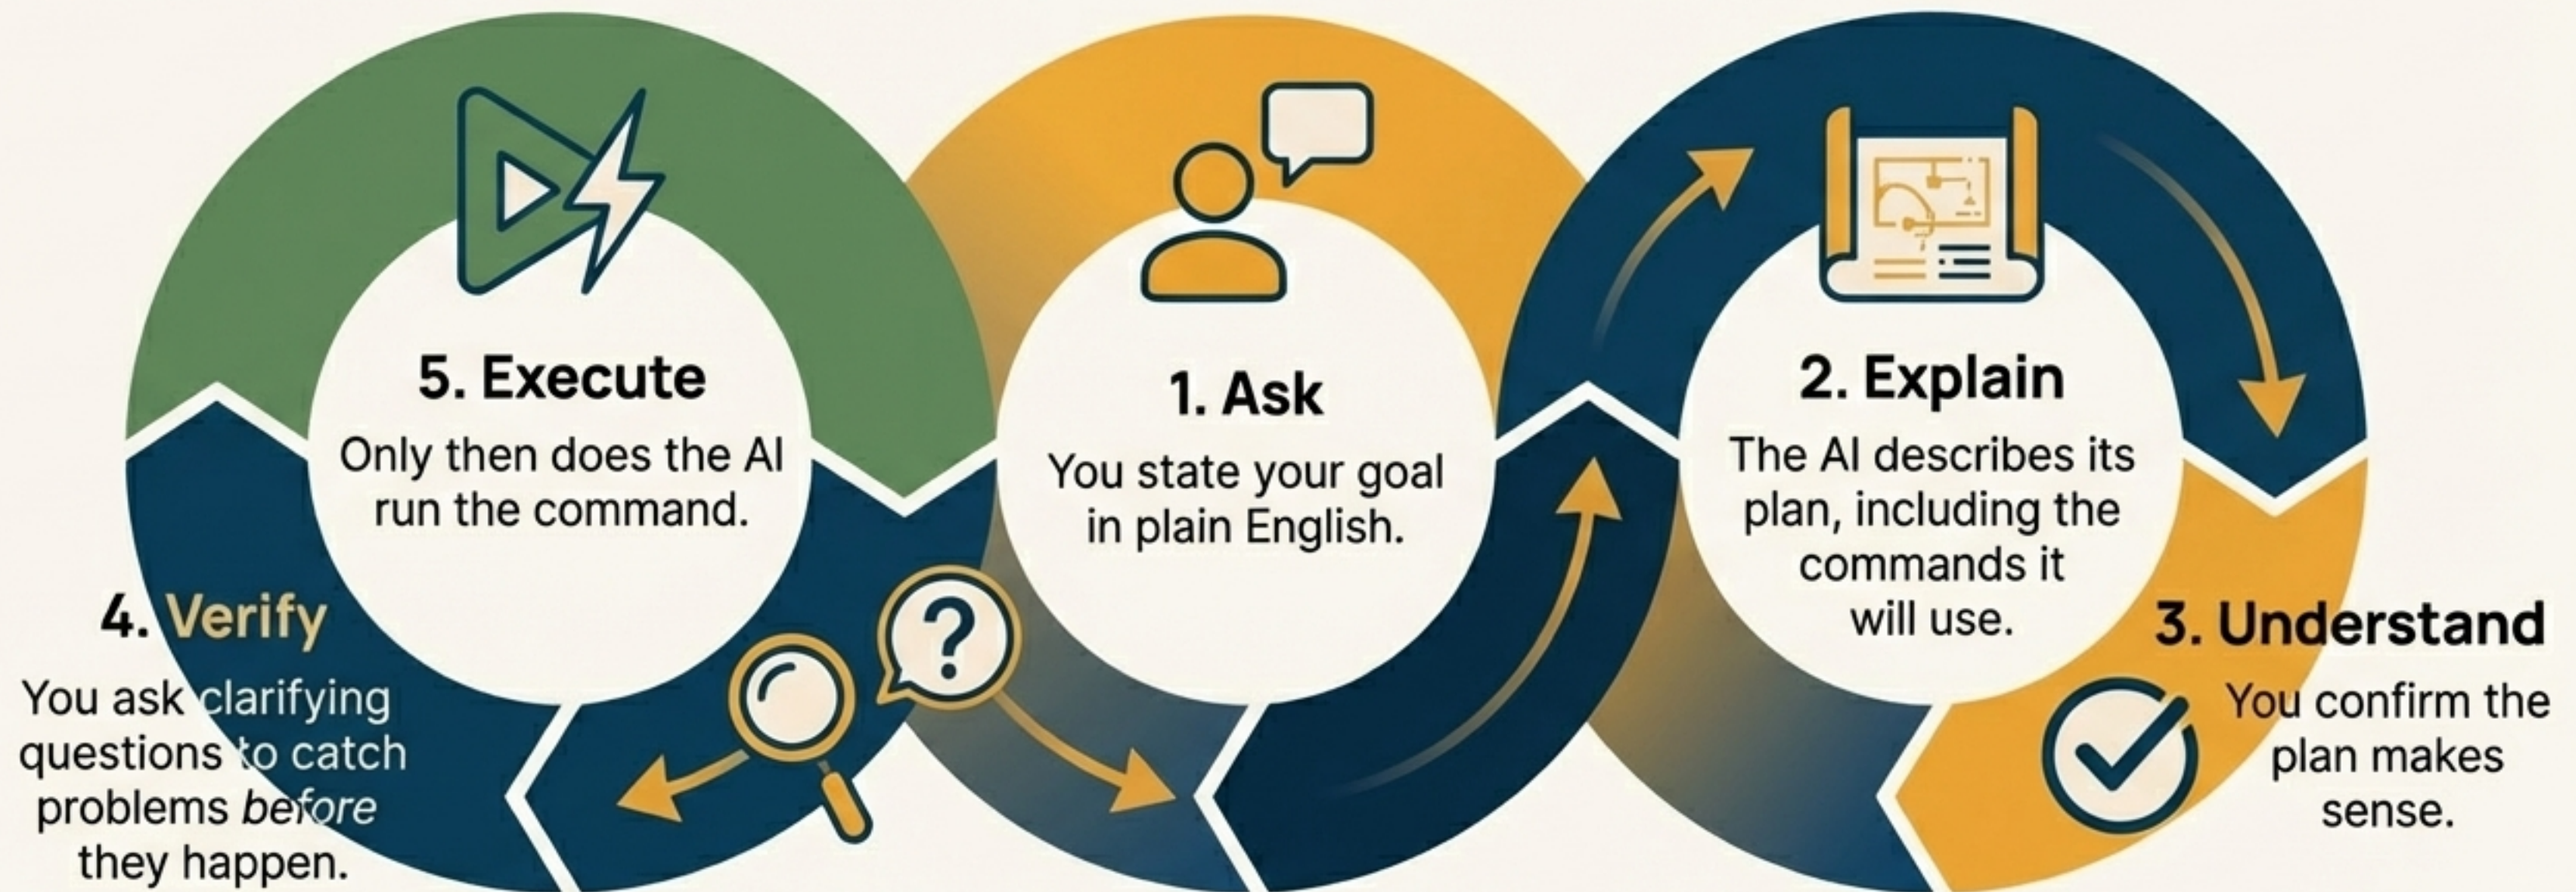 5. Execute
Only then does the AI
run the command.
1. Ask
You state your goal
in plain English.
2. Explain
The AI describes its
plan, including the
commands it
will use.
4. Verify
You ask clarifying
questions to catch
problems before
they happen.
?
3. Understand
You confirm the
plan makes
sense.